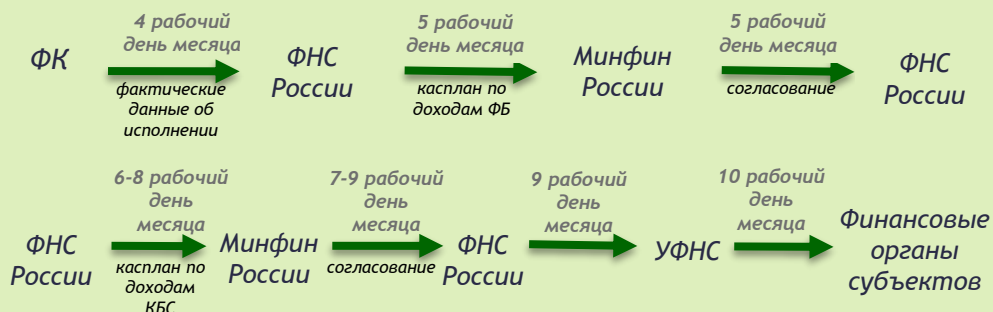 4 рабочий
день месяца
5 рабочий
день месяца
5 рабочий
день месяца
ФК
ФНС
России
Минфин
России
ФНС
России
фактические
данные об
исполнении
касплан по
доходам ФБ
согласование
6-8 рабочий
день
месяца
7-9 рабочий
день
месяца
9 рабочий
день
месяца
10 рабочий
день
месяца
ФНС
России
Минфин
России
ФНС
России
УФНС
Финансовые
органы
субъектов
касплан по
доходам
КБС
согласование